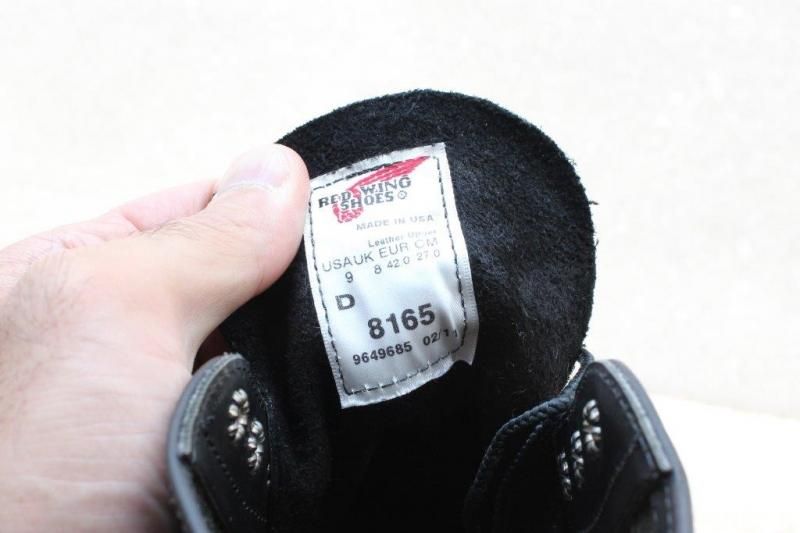 RED WING
SHOES®
MADE IN USA
Leather Upper
USA UK EUR CM
9 8 42.0 27.0
D
8165
9649685 02/11